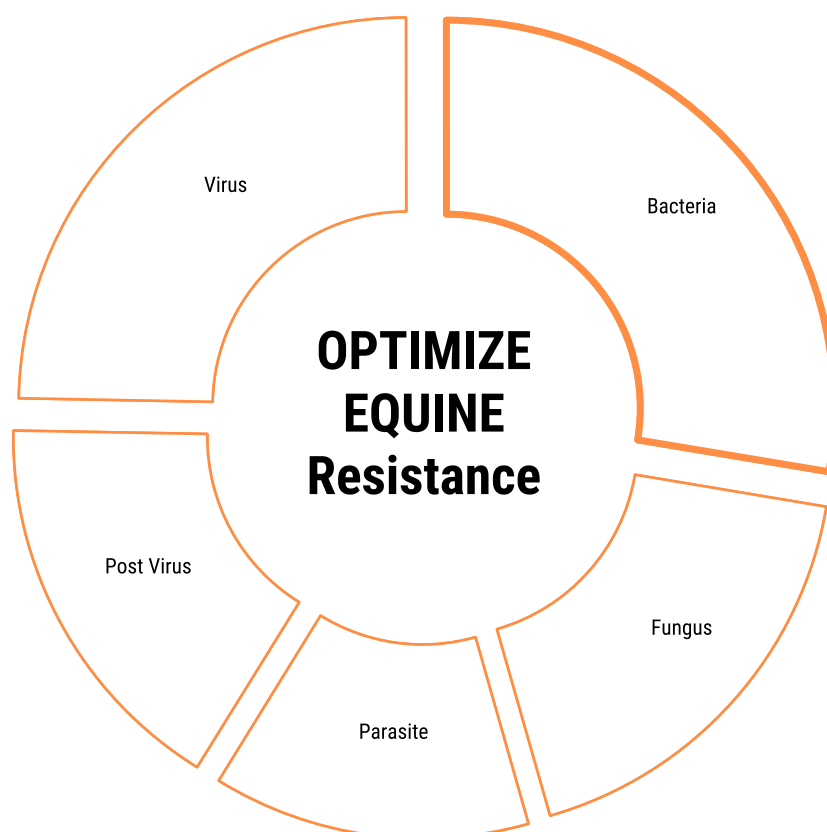 Virus
Bacteria
OPTIMIZE
EQUINE
Resistance
Post Virus
Fungus
Parasite